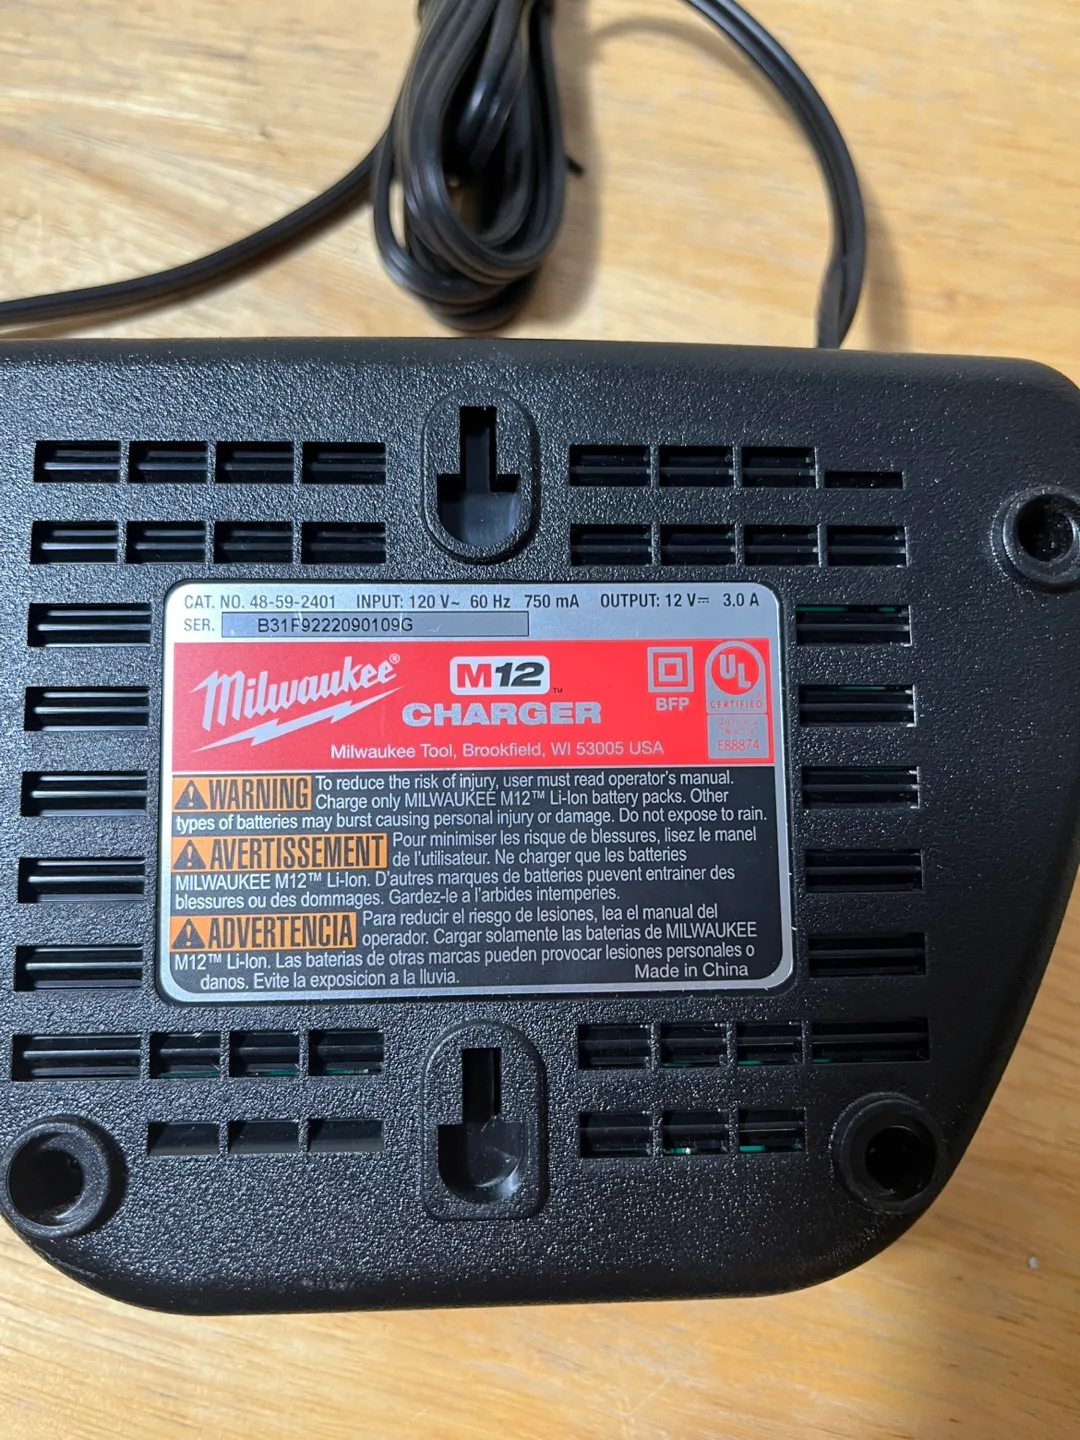 CAT. NO. 48-59-2401 INPUT: 120 V~ 60 Hz 750 mA OUTPUT: 12 V⎓ 3.0 A
SER. B31F9222090109G
Milwaukee®
M12™
CHARGER
BFP
UL
®
CERTIFIED
E88874
Milwaukee Tool, Brookfield, WI 53005 USA
WARNING To reduce the risk of injury, user must read operator's manual.
Charge only MILWAUKEE M12™ Li-Ion battery packs. Other
types of batteries may burst causing personal injury or damage. Do not expose to rain.
AVERTISSEMENT Pour minimiser les risque de blessures, lisez le manel
de l'utilisateur. Ne charger que les batteries
MILWAUKEE M12™ Li-Ion. D'autres marques de batteries puevent entrainer des
blessures ou des dommages. Gardez-le a l'arbides intemperies.
ADVERTENCIA Para reducir el riesgo de lesiones, lea el manual del
operador. Cargar solamente las baterias de MILWAUKEE
M12™ Li-Ion. Las baterias de otras marcas pueden provocar lesiones personales o
danos. Evite la exposicion a la lluvia. Made in China